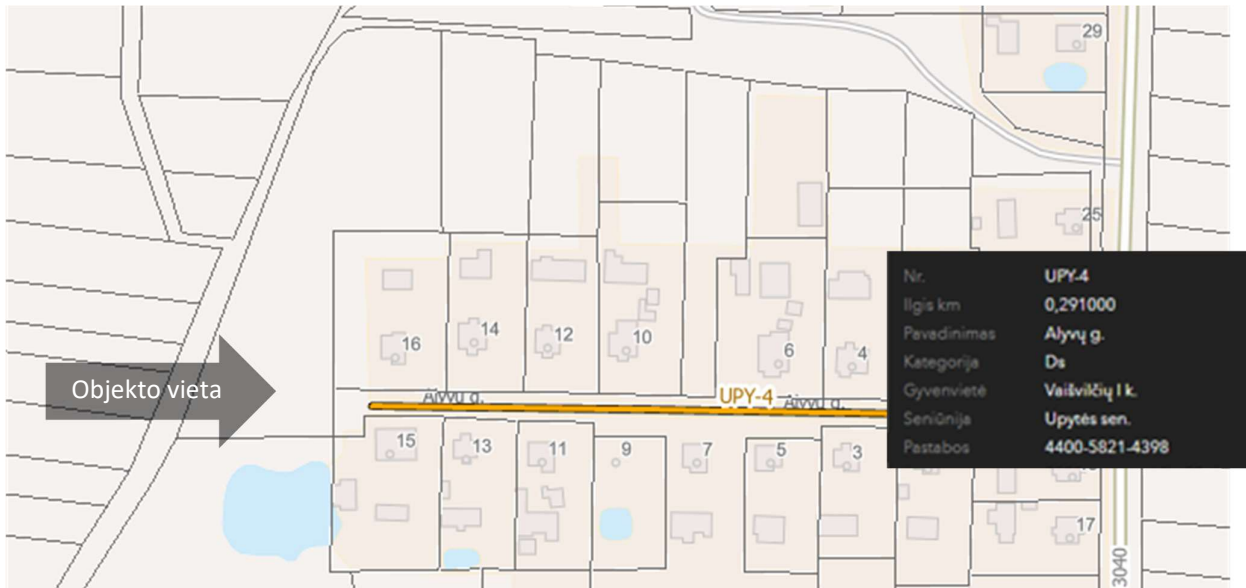 29
25
Nr. UPY-4
Ilgis km 0,291000
Pavadinimas Alyvų g.
Kategorija Ds
Gyvenvietė Vaišvilčių I k.
Seniūnija Upytės sen.
Pastabos 4400-5821-4398
16
14
12
10
6
4
Objekto vieta
Alyvų g.
UPY-4
Alyvų g.
15
13
11
9
7
5
3
17
3040